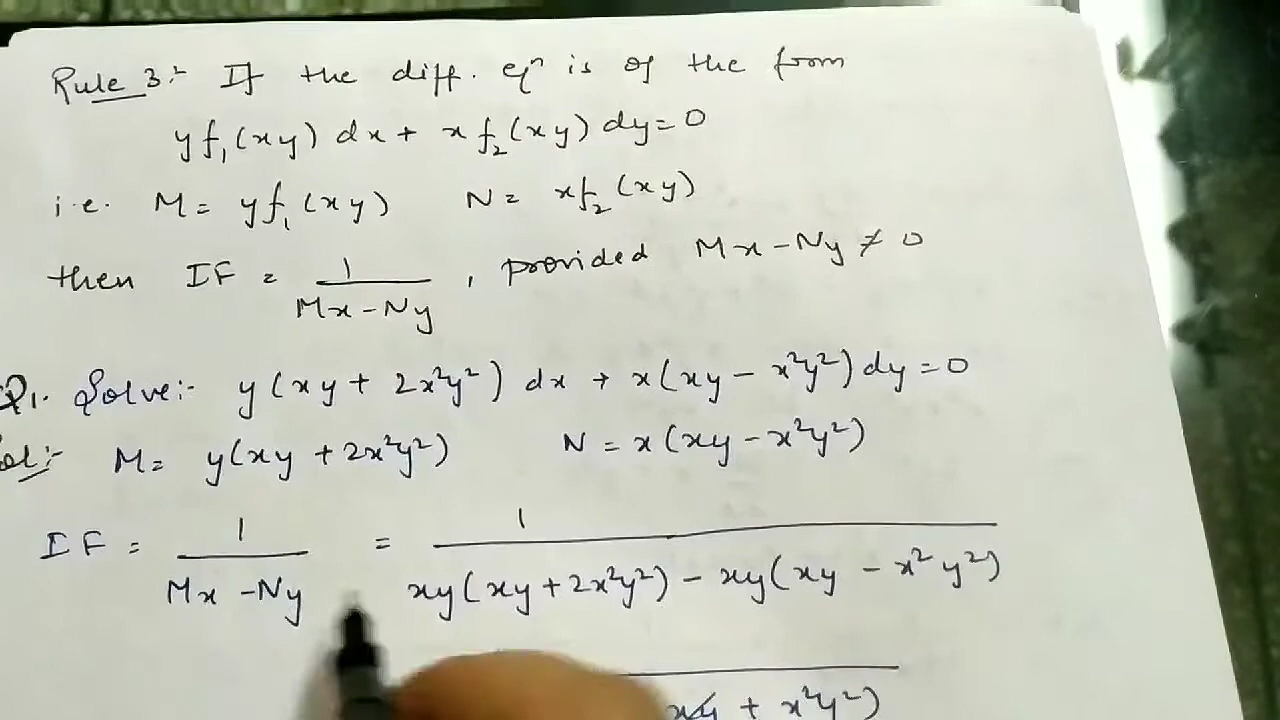 Rule 3:- If the diff. eqⁿ is of the form
yf₁(xy) dx + xf₂(xy) dy = 0
i.e. M = yf₁(xy) N = xf₂(xy)
then IF = 1/(Mx - Ny), provided Mx - Ny ≠ 0
Q1. Solve:- y(xy + 2x²y²) dx + x(xy - x²y²) dy = 0
Sol:- M = y(xy + 2x²y²) N = x(xy - x²y²)
IF = 1/(Mx - Ny) = 1/(xy(xy + 2x²y²) - xy(xy - x²y²))
xy + x²y²)